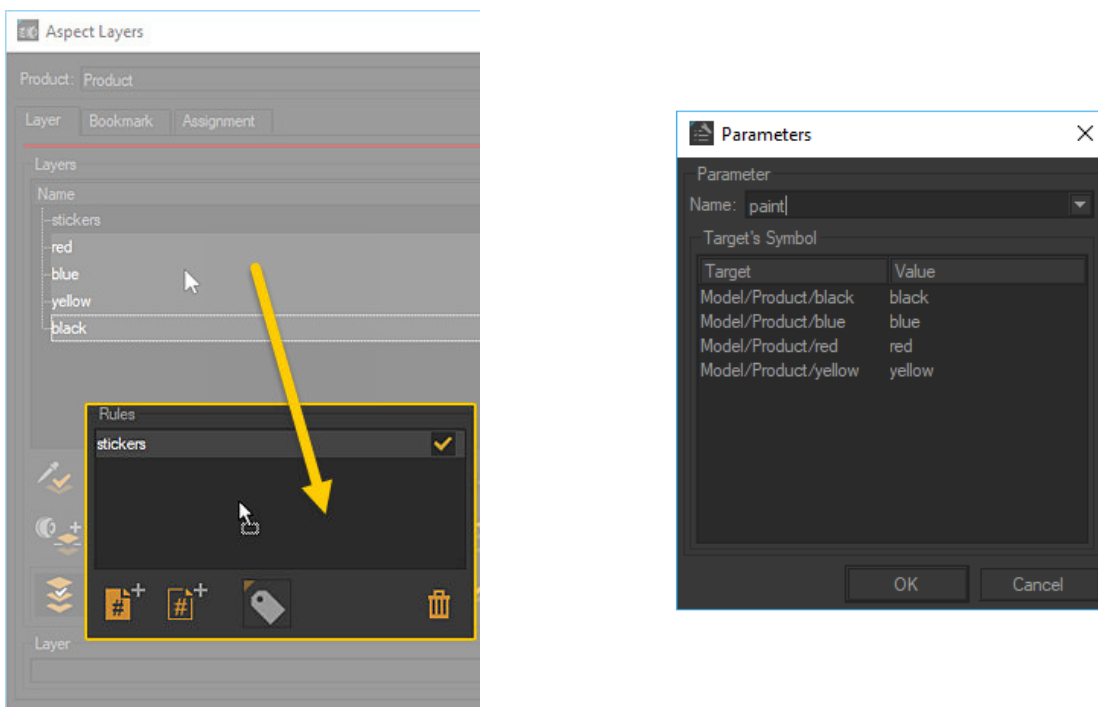 Aspect Layers
Product: Product
Layer Bookmark Assignment
Layers
Name
stickers
red
blue
yellow
black
Rules
stickers
Layer
Parameters
Parameter
Name: paint
Target's Symbol
Target Value
Model/Product/black black
Model/Product/blue blue
Model/Product/red red
Model/Product/yellow yellow
OK Cancel